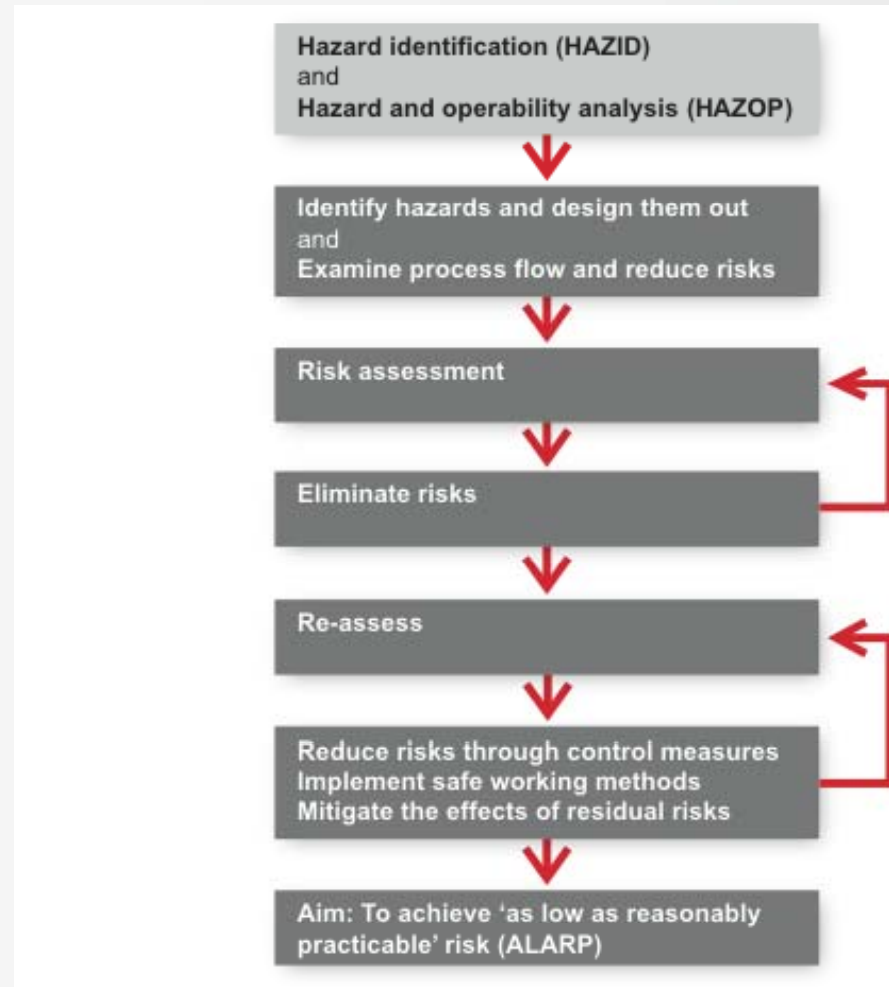 Hazard identification (HAZID)
and
Hazard and operability analysis (HAZOP)
Identify hazards and design them out
and
Examine process flow and reduce risks
Risk assessment
Eliminate risks
Re-assess
Reduce risks through control measures
Implement safe working methods
Mitigate the effects of residual risks
Aim: To achieve ‘as low as reasonably
practicable’ risk (ALARP)